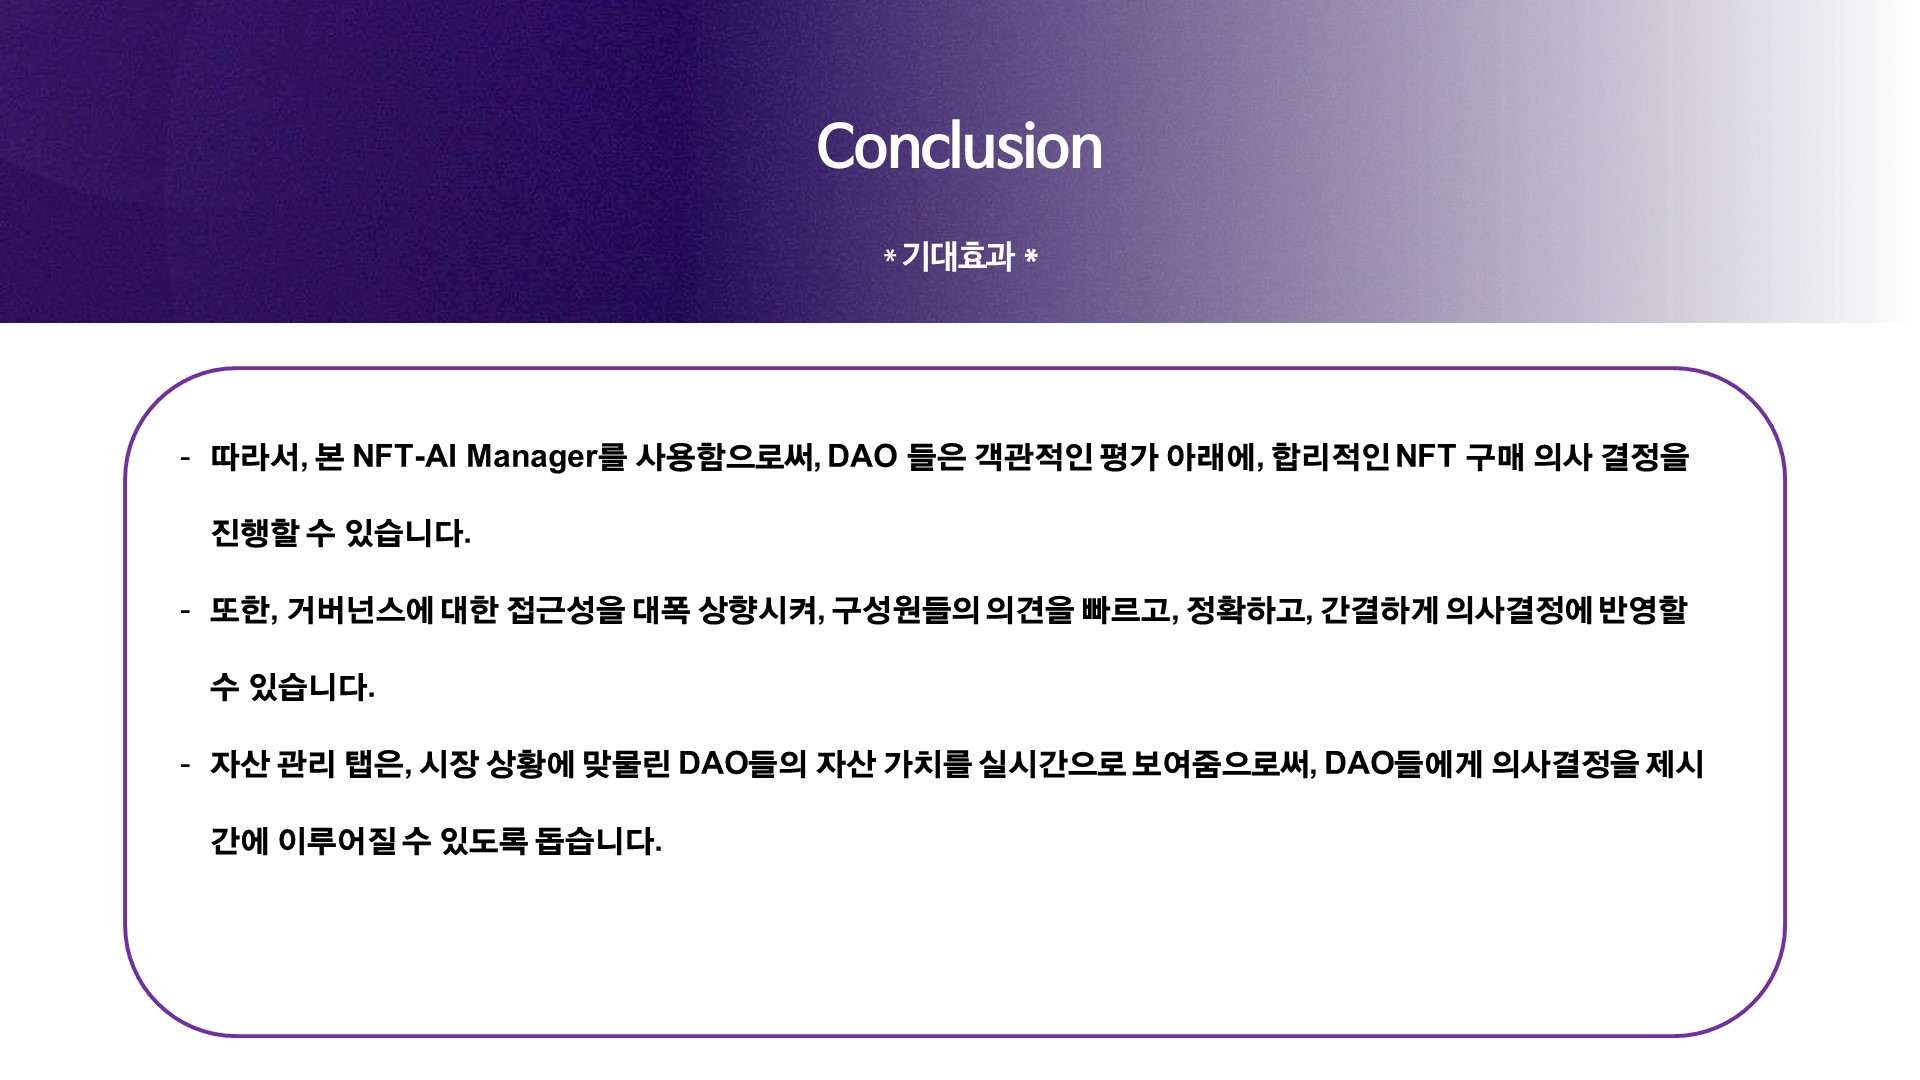 Conclusion
* 기대효과 *
- 따라서, 본 NFT-AI Manager를 사용함으로써, DAO 들은 객관적인 평가 아래에, 합리적인 NFT 구매 의사 결정을
진행할 수 있습니다.
- 또한, 거버넌스에 대한 접근성을 대폭 상향시켜, 구성원들의 의견을 빠르고, 정확하고, 간결하게 의사결정에 반영할
수 있습니다.
- 자산 관리 탭은, 시장 상황에 맞물린 DAO들의 자산 가치를 실시간으로 보여줌으로써, DAO들에게 의사결정을 제시
간에 이루어질 수 있도록 돕습니다.